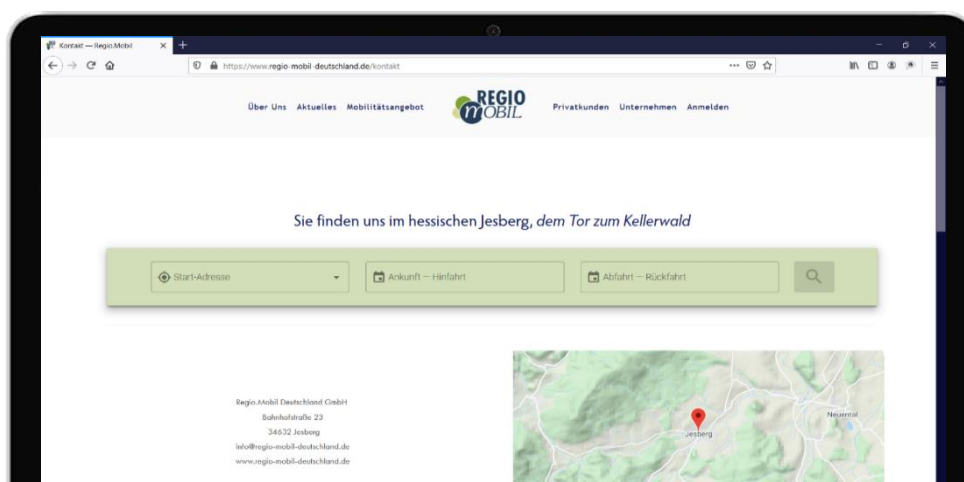 Kontakt — Regio.Mobil
https://www.regio-mobil-deutschland.de/kontakt
Über Uns Aktuelles Mobilitätsangebot REGIO mOBIL Privatkunden Unternehmen Anmelden
Sie finden uns im hessischen Jesberg, dem Tor zum Kellerwald
Start-Adresse Ankunft — Hinfahrt Abfahrt — Rückfahrt
Regio.Mobil Deutschland GmbH
Bahnhofstraße 23
34632 Jesberg
info@regio-mobil-deutschland.de
www.regio-mobil-deutschland.de
Jesberg
Neuental